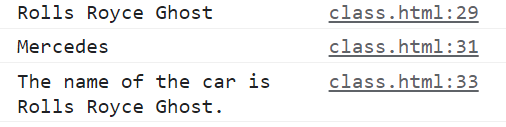 Rolls Royce Ghost class.html:29
Mercedes class.html:31
The name of the car is class.html:33
Rolls Royce Ghost.